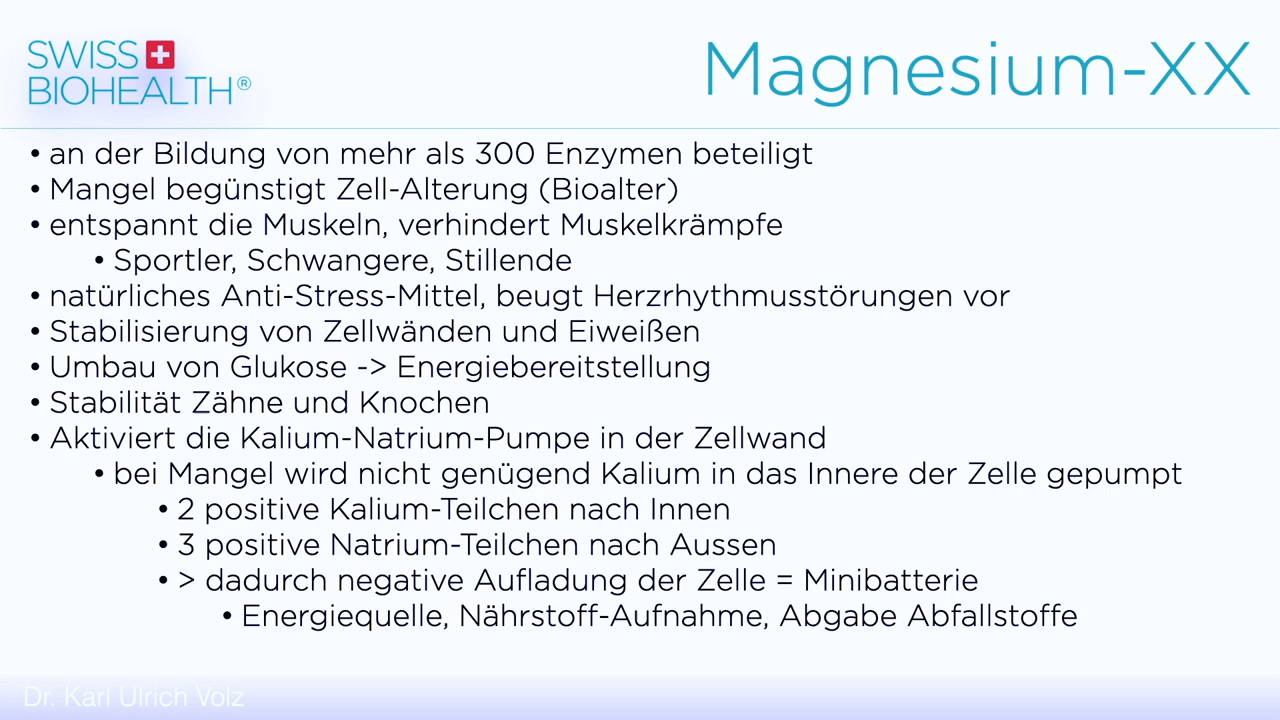 SWISS
BIOHEALTH®
Magnesium-XX
• an der Bildung von mehr als 300 Enzymen beteiligt
• Mangel begünstigt Zell-Alterung (Bioalter)
• entspannt die Muskeln, verhindert Muskelkrämpfe
• Sportler, Schwangere, Stillende
• natürliches Anti-Stress-Mittel, beugt Herzrhythmusstörungen vor
• Stabilisierung von Zellwänden und Eiweißen
• Umbau von Glukose -> Energiebereitstellung
• Stabilität Zähne und Knochen
• Aktiviert die Kalium-Natrium-Pumpe in der Zellwand
• bei Mangel wird nicht genügend Kalium in das Innere der Zelle gepumpt
• 2 positive Kalium-Teilchen nach Innen
• 3 positive Natrium-Teilchen nach Aussen
• > dadurch negative Aufladung der Zelle = Minibatterie
• Energiequelle, Nährstoff-Aufnahme, Abgabe Abfallstoffe
Dr. Karl Ulrich Volz